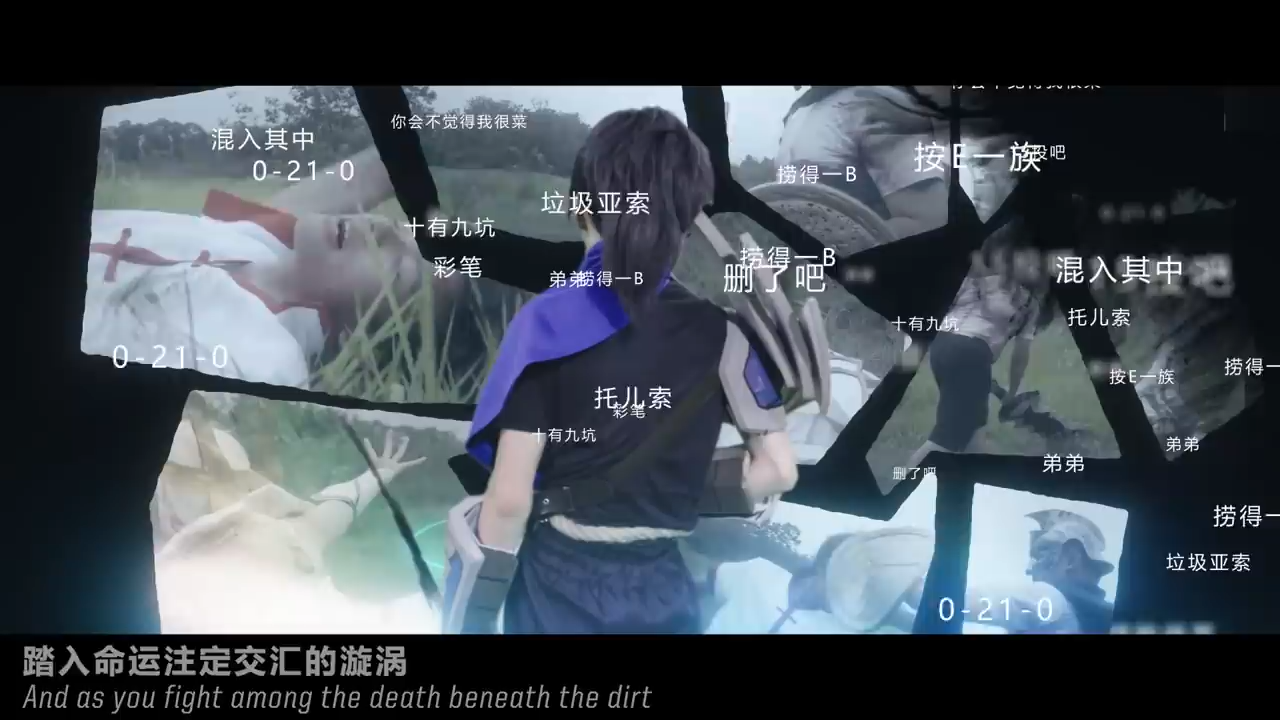 你会不觉得我很菜
混入其中
0-21-0
捞得一B
按E一族
没吧
垃圾亚索
十有九坑
捞得一B
彩笔
弟弟
捞得一B
删了吧
混入其中
托儿索
十有九坑
0-21-0
捞得一
按E一族
托儿索
彩笔
十有九坑
弟弟
弟弟
删了吧
捞得一
垃圾亚索
0-21-0
踏入命运注定交汇的漩涡
And as you fight among the death beneath the dirt